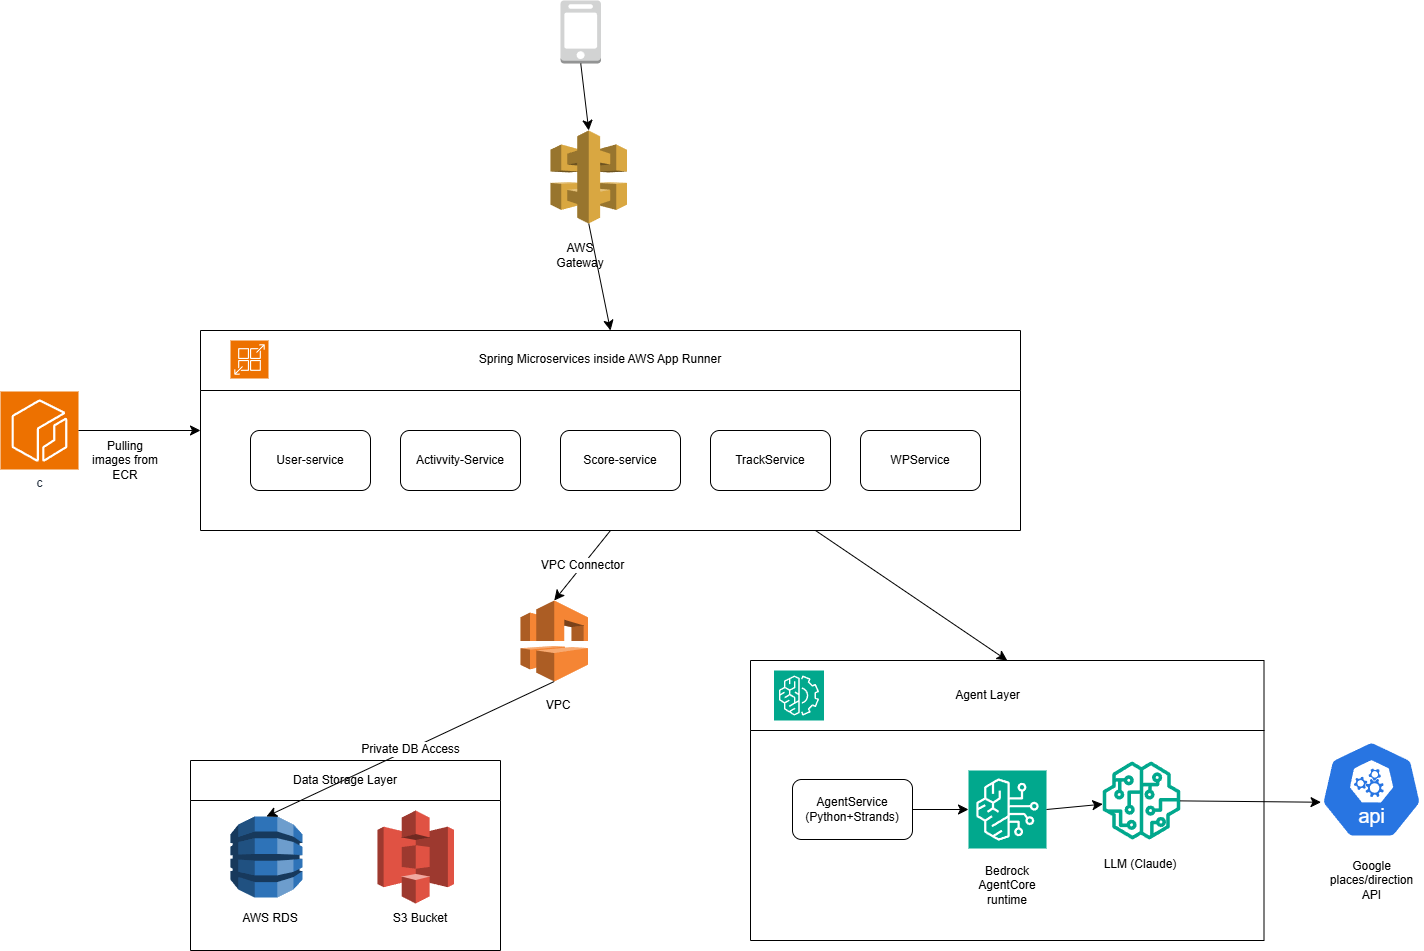 AWS
Gateway
Spring Microservices inside AWS App Runner
User-service
Activvity-Service
Score-service
TrackService
WPService
Pulling
images from
ECR
c
VPC Connector
VPC
Private DB Access
Data Storage Layer
AWS RDS
S3 Bucket
Agent Layer
AgentService
(Python+Strands)
Bedrock
AgentCore
runtime
LLM (Claude)
api
Google
places/direction
API